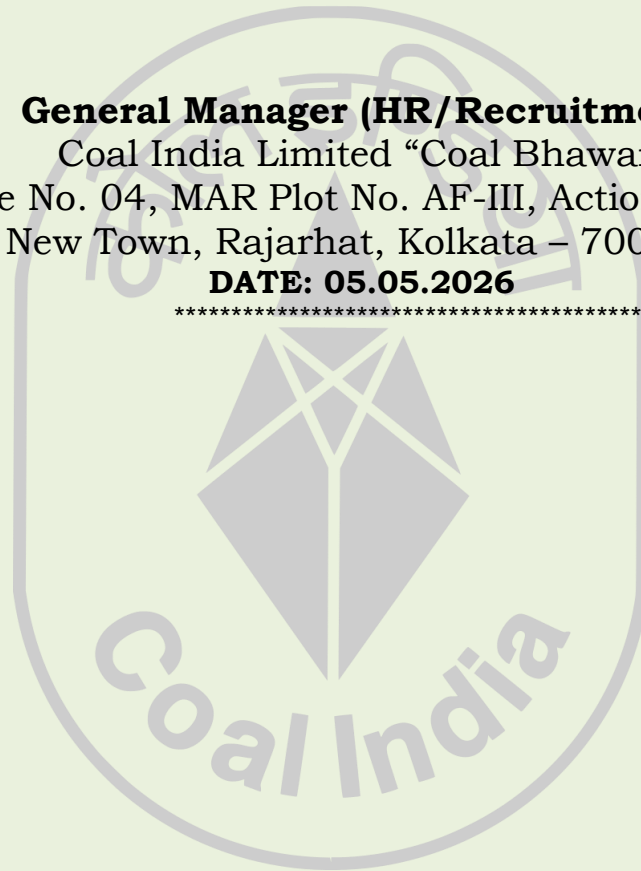 कोल इण्डिया
General Manager (HR/Recruitme
Coal India Limited “Coal Bhawa
e No. 04, MAR Plot No. AF-III, Actio
New Town, Rajarhat, Kolkata – 700
DATE: 05.05.2026
*****************************************
Coal India